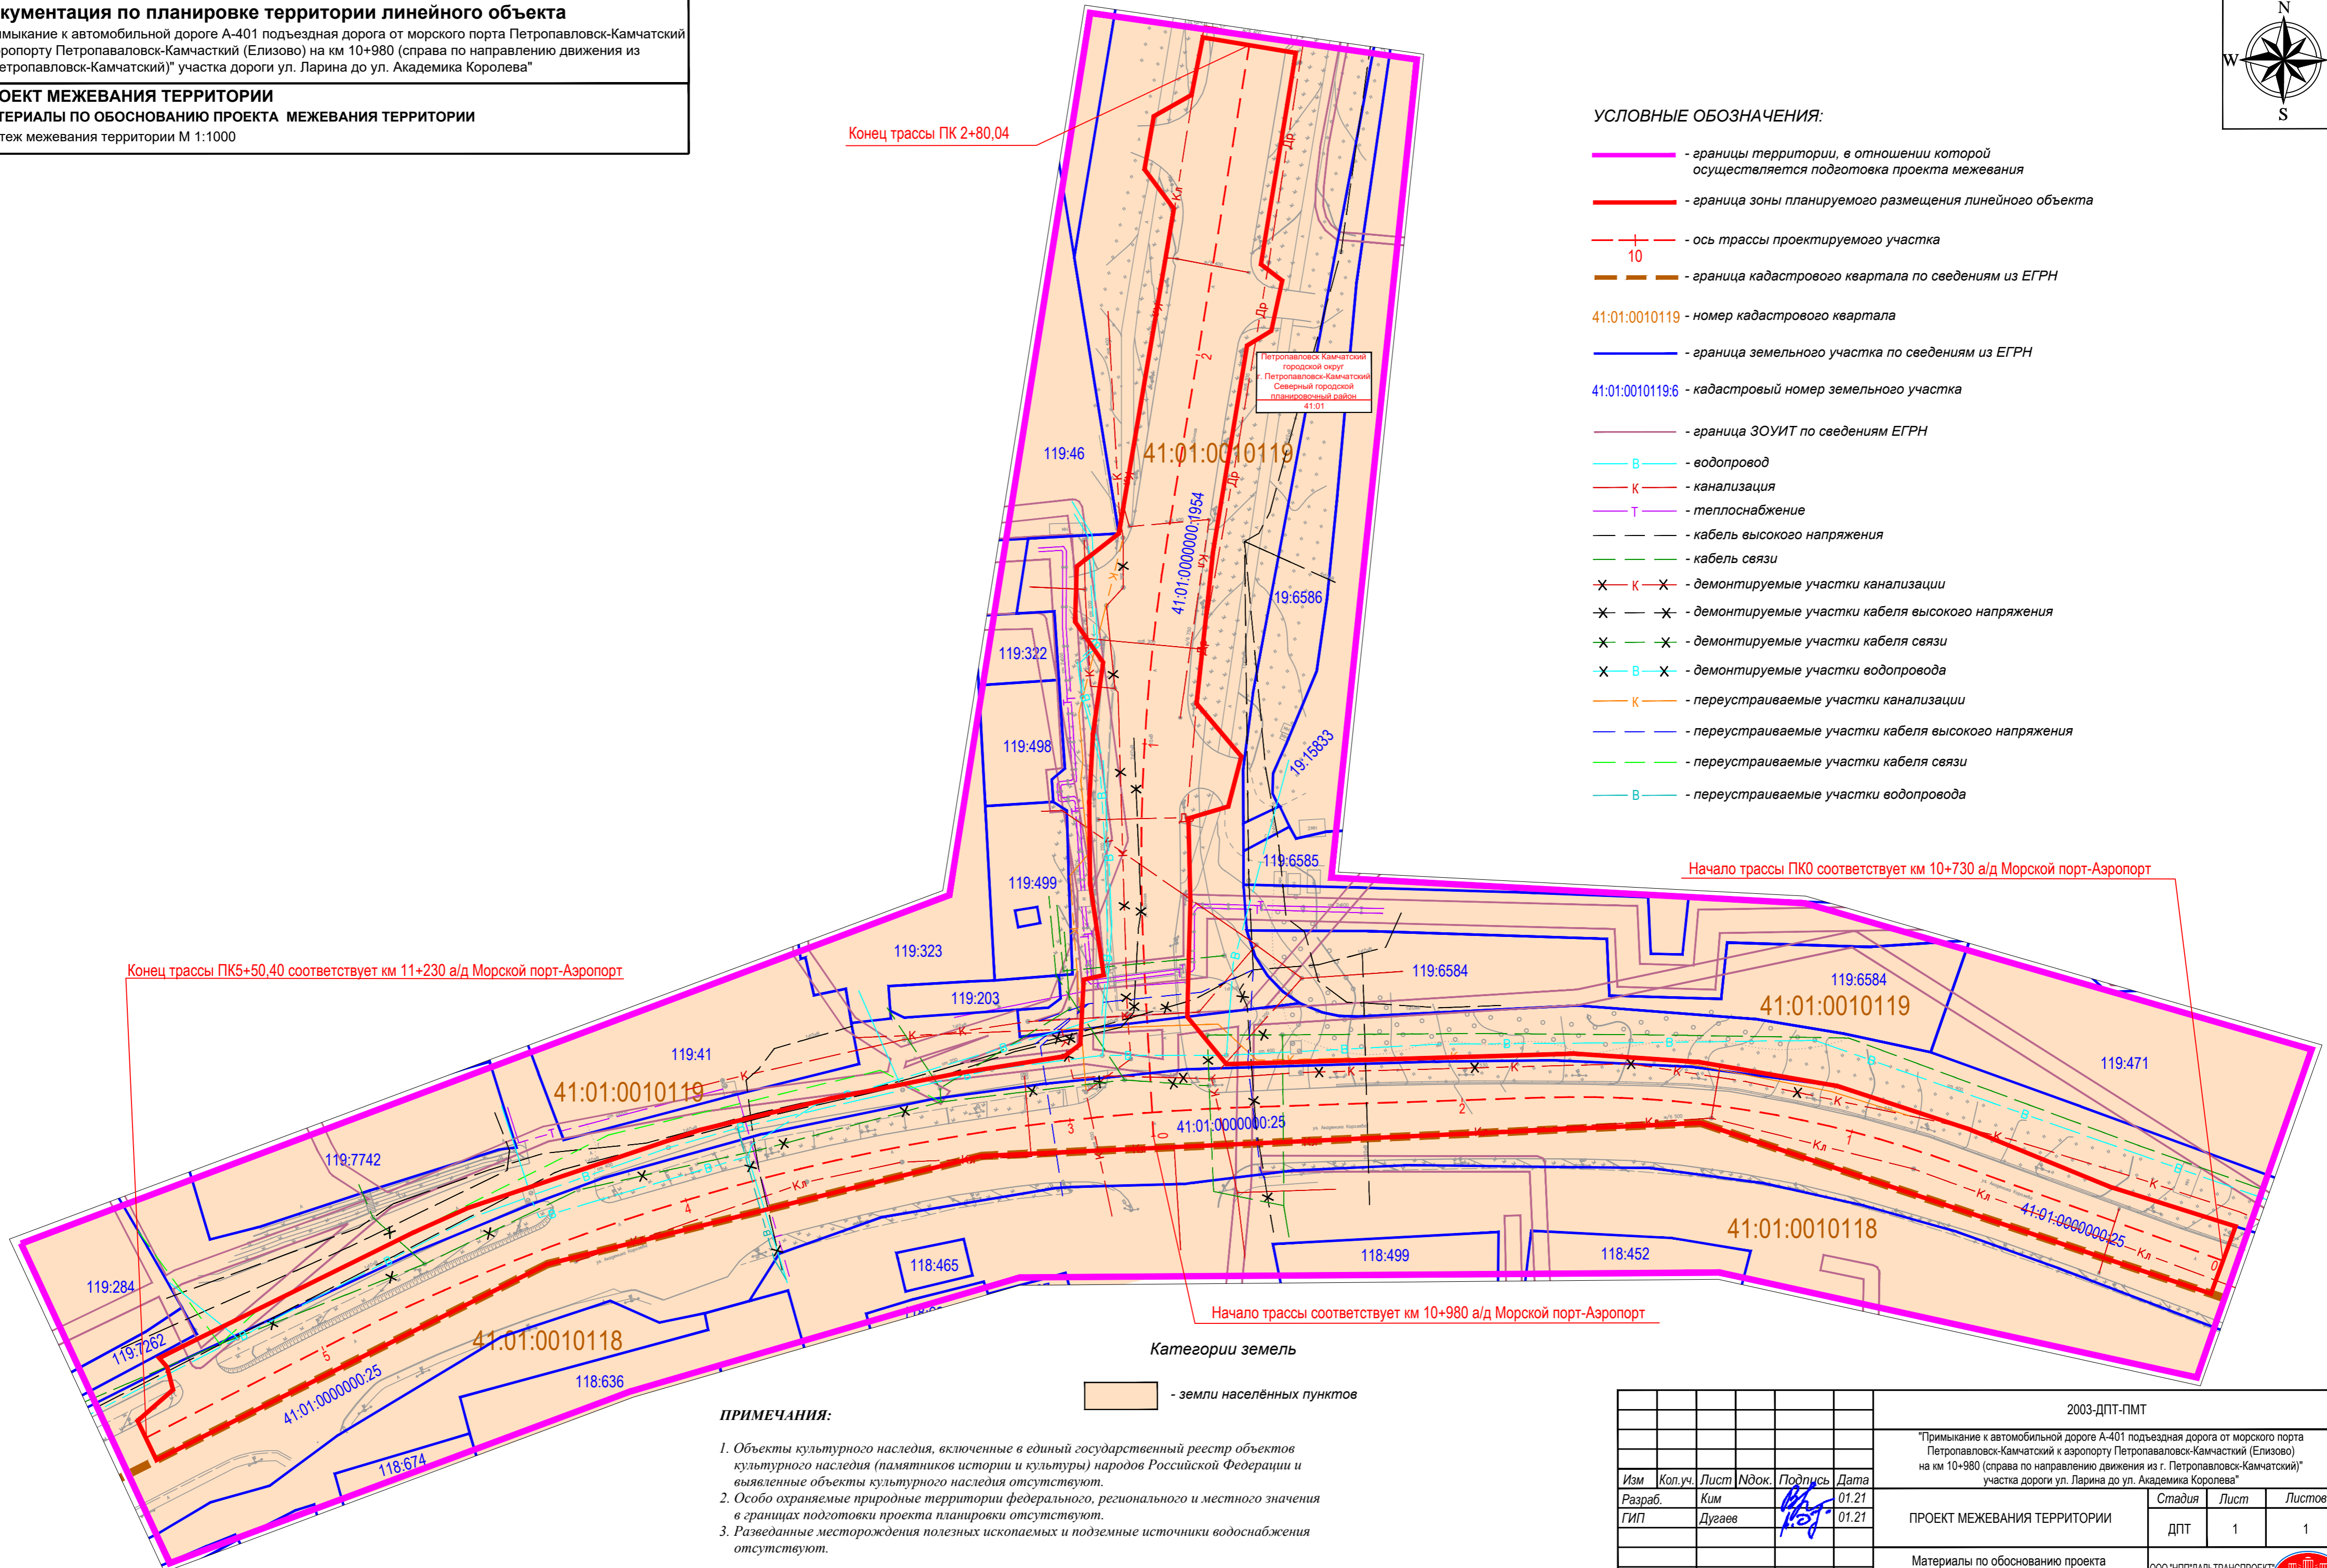 кументация по планировке территории линейного объекта
имыкание к автомобильной дороге А-401 подъездная дорога от морского порта Петропавловск-Камчатский
ропорту Петропаваловск-Камчасткий (Елизово) на км 10+980 (справа по направлению движения из
етропавловск-Камчатский)" участка дороги ул. Ларина до ул. Академика Королева"
ОЕКТ МЕЖЕВАНИЯ ТЕРРИТОРИИ
ТЕРИАЛЫ ПО ОБОСНОВАНИЮ ПРОЕКТА МЕЖЕВАНИЯ ТЕРРИТОРИИ
теж межевания территории М 1:1000
N
W
S
Конец трассы ПК 2+80,04
УСЛОВНЫЕ ОБОЗНАЧЕНИЯ:
- границы территории, в отношении которой
осуществляется подготовка проекта межевания
- граница зоны планируемого размещения линейного объекта
10
- ось трассы проектируемого участка
- граница кадастрового квартала по сведениям из ЕГРН
41:01:0010119 - номер кадастрового квартала
- граница земельного участка по сведениям из ЕГРН
41:01:0010119:6 - кадастровый номер земельного участка
- граница ЗОУИТ по сведениям ЕГРН
В - водопровод
К - канализация
Т - теплоснабжение
- кабель высокого напряжения
- кабель связи
Х К Х - демонтируемые участки канализации
Х Х - демонтируемые участки кабеля высокого напряжения
Х Х - демонтируемые участки кабеля связи
Х В Х - демонтируемые участки водопровода
К - переустраиваемые участки канализации
- переустраиваемые участки кабеля высокого напряжения
- переустраиваемые участки кабеля связи
В - переустраиваемые участки водопровода
Петропавловск Камчатский
городской округ
г. Петропавловск-Камчатский
Северный городской
планировочный район
41:01
119:46
41:01:0010119
41:01:0000000:1954
19:6586
119:322
119:498
19:15833
119:6585
119:499
Начало трассы ПК0 соответствует км 10+730 а/д Морской порт-Аэропорт
119:323
Конец трассы ПК5+50,40 соответствует км 11+230 а/д Морской порт-Аэропорт
119:203
119:6584
119:6584
41:01:0010119
119:41
41:01:0010119
119:471
119:7742
41:01:0000000:25
41:01:0000000:25
41:01:0010118
119:284
118:465
118:499
118:452
119:7262
41:01:0010118
Начало трассы соответствует км 10+980 а/д Морской порт-Аэропорт
41:01:0000000:25
118:636
118:674
Категории земель
- земли населённых пунктов
ПРИМЕЧАНИЯ:
1. Объекты культурного наследия, включенные в единый государственный реестр объектов
культурного наследия (памятников истории и культуры) народов Российской Федерации и
выявленные объекты культурного наследия отсутствуют.
2. Особо охраняемые природные территории федерального, регионального и местного значения
в границах подготовки проекта планировки отсутствуют.
3. Разведанные месторождения полезных ископаемых и подземные источники водоснабжения
отсутствуют.
2003-ДПТ-ПМТ
"Примыкание к автомобильной дороге А-401 подъездная дорога от морского порта
Петропавловск-Камчатский к аэропорту Петропаваловск-Камчасткий (Елизово)
на км 10+980 (справа по направлению движения из г. Петропавловск-Камчатский)"
участка дороги ул. Ларина до ул. Академика Королева"
Изм Кол.уч. Лист Nдок. Подпись Дата
Разраб. Ким 01.21
ГИП Дугаев 01.21
ПРОЕКТ МЕЖЕВАНИЯ ТЕРРИТОРИИ
Стадия Лист Листов
ДПТ 1 1
Материалы по обоснованию проекта
ООО "НПП"ДАЛЬТРАНСПРОЕКТ"